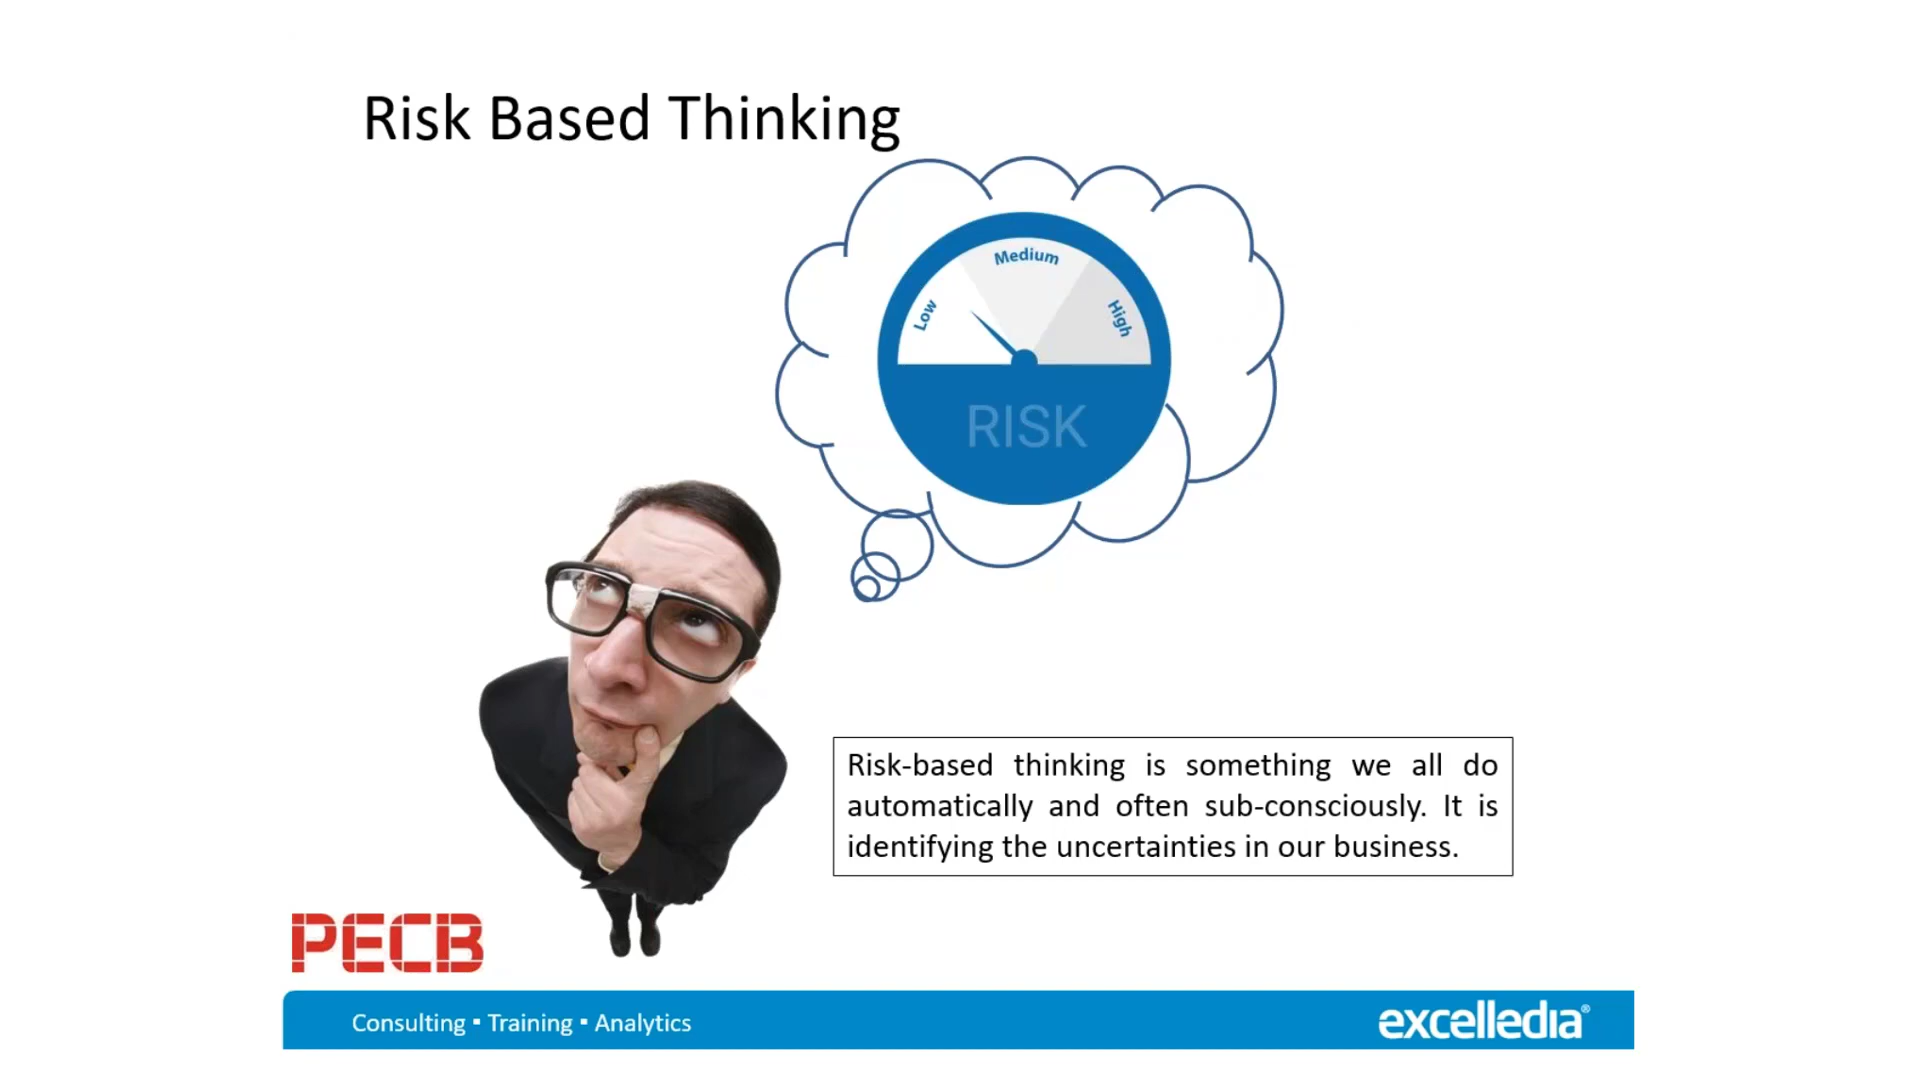 Risk Based Thinking
Medium
Low
High
RISK
Risk-based thinking is something we all do
automatically and often sub-consciously. It is
identifying the uncertainties in our business.
PECB
Consulting ▪ Training ▪ Analytics
excelledia®